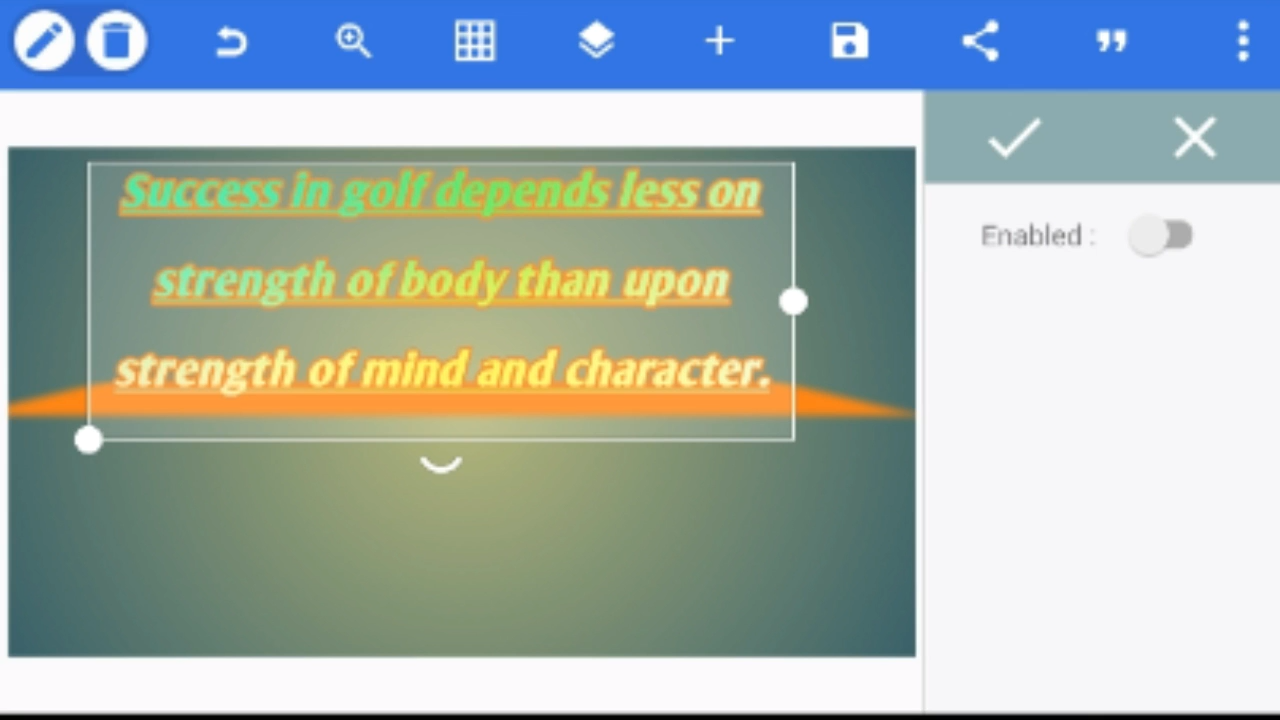 Success in golf depends less on
strength of body than upon
strength of mind and character.
Enabled :